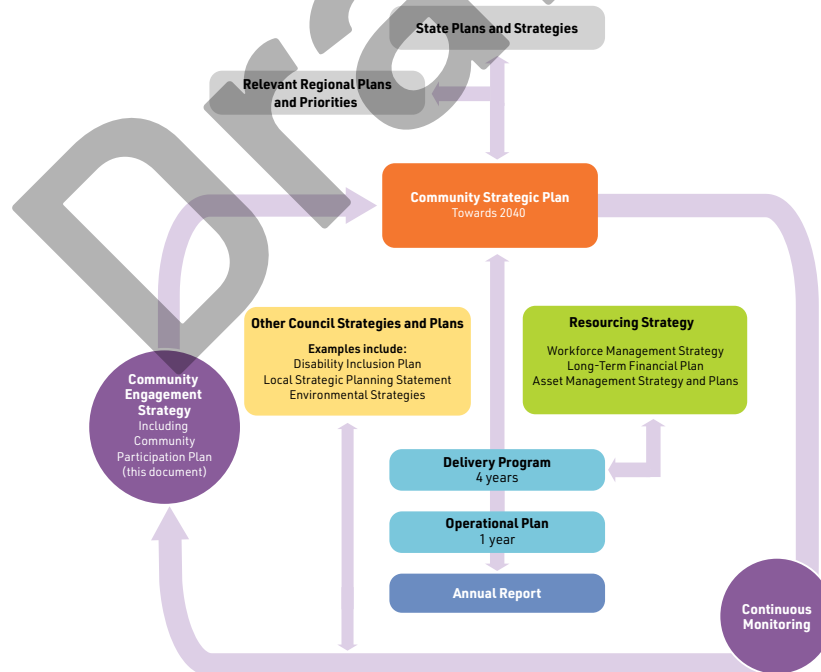 State Plans and Strategies
Relevant Regional Plans
and Priorities
Community Strategic Plan
Towards 2040
Other Council Strategies and Plans
Examples include:
Disability Inclusion Plan
Local Strategic Planning Statement
Environmental Strategies
Resourcing Strategy
Workforce Management Strategy
Long-Term Financial Plan
Asset Management Strategy and Plans
Community
Engagement
Strategy
Including
Community
Participation Plan
(this document)
Delivery Program
4 years
Operational Plan
1 year
Annual Report
Continuous
Monitoring